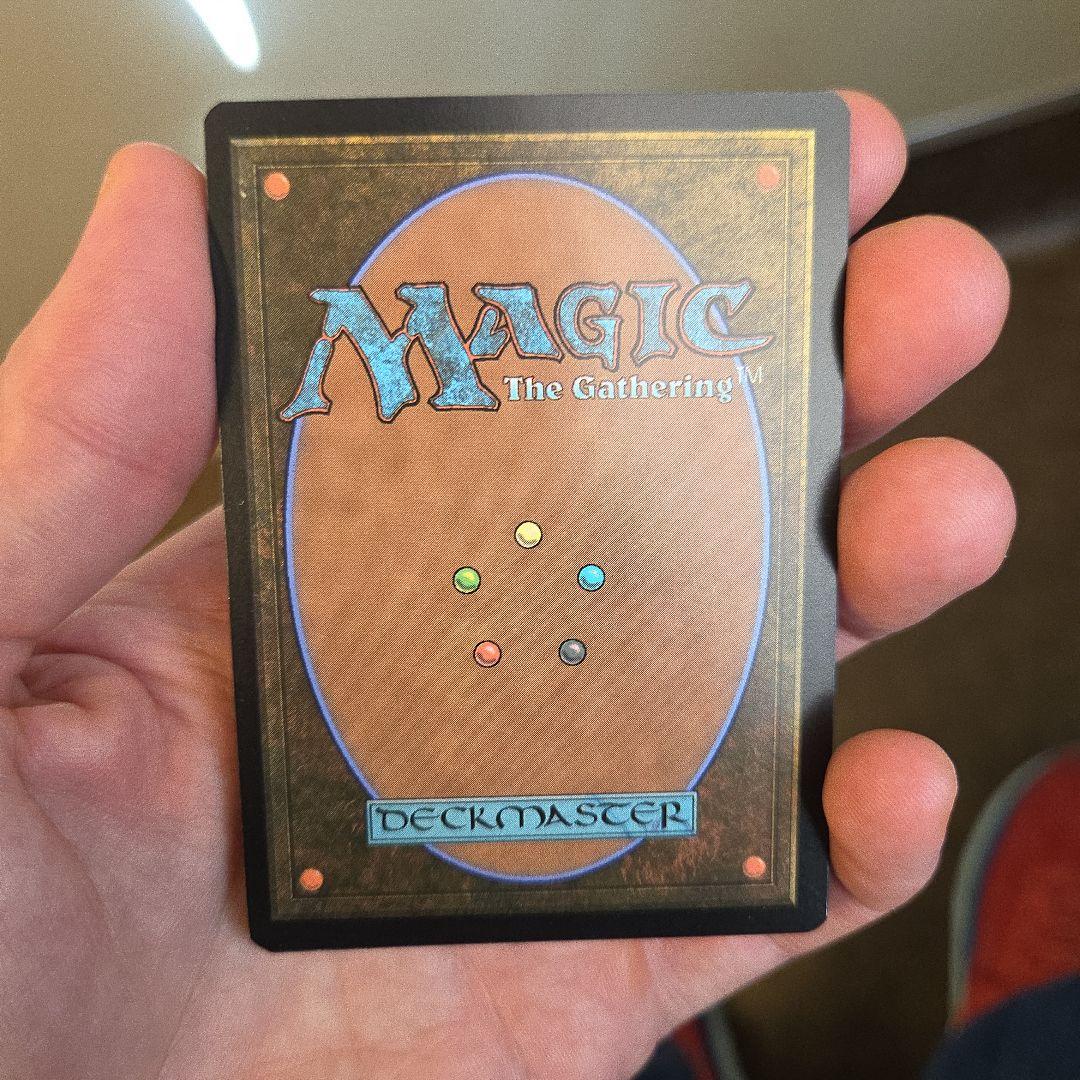 MAGIC
The Gathering™
DECKMASTER